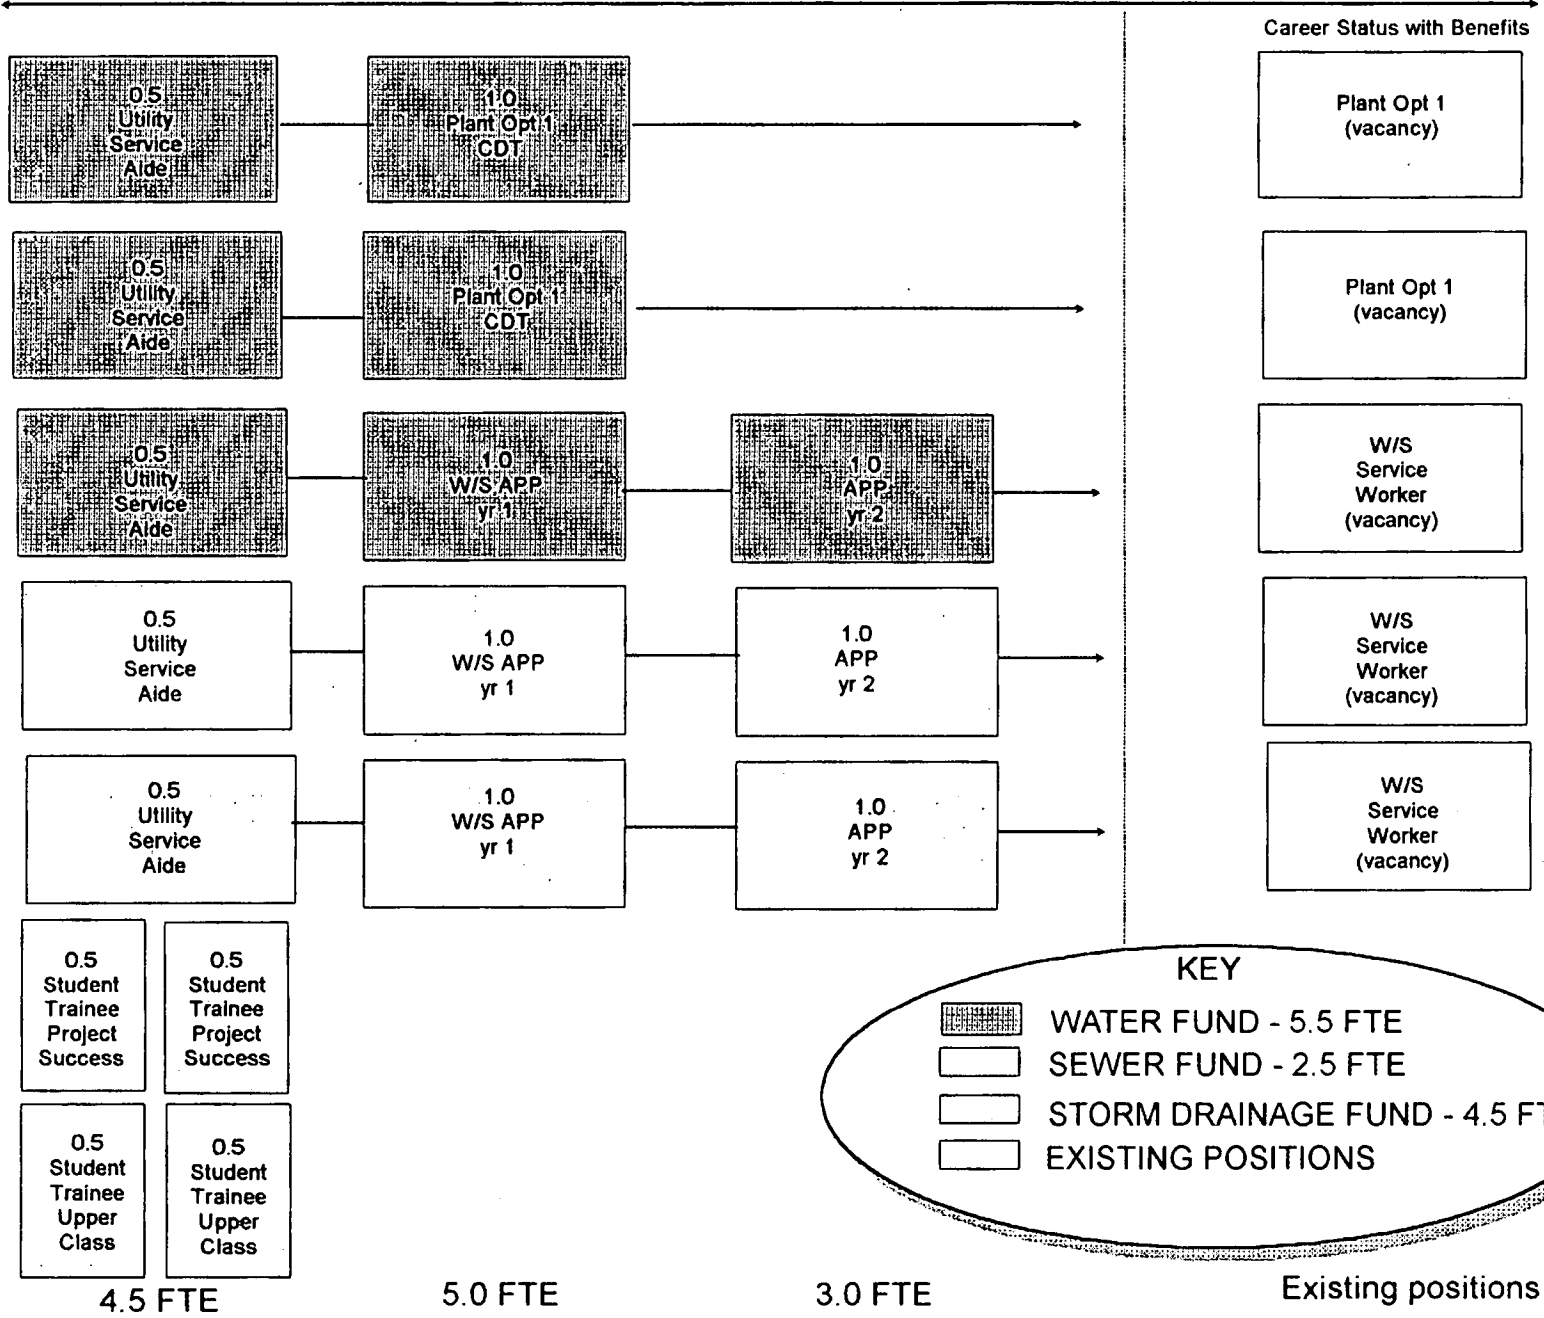 Career Status with Benefits
0.5
Utility
Service
Aide
1.0
Plant Opt 1
CDT
Plant Opt 1
(vacancy)
0.5
Utility
Service
Aide
1.0
Plant Opt 1
CDT
Plant Opt 1
(vacancy)
0.5
Utility
Service
Aide
1.0
W/S APP
yr 1
1.0
APP
yr 2
W/S
Service
Worker
(vacancy)
0.5
Utility
Service
Aide
1.0
W/S APP
yr 1
1.0
APP
yr 2
W/S
Service
Worker
(vacancy)
0.5
Utility
Service
Aide
1.0
W/S APP
yr 1
1.0
APP
yr 2
W/S
Service
Worker
(vacancy)
0.5
Student
Trainee
Project
Success
0.5
Student
Trainee
Project
Success
0.5
Student
Trainee
Upper
Class
0.5
Student
Trainee
Upper
Class
KEY
WATER FUND - 5.5 FTE
SEWER FUND - 2.5 FTE
STORM DRAINAGE FUND - 4.5 FT
EXISTING POSITIONS
4.5 FTE
5.0 FTE
3.0 FTE
Existing positions